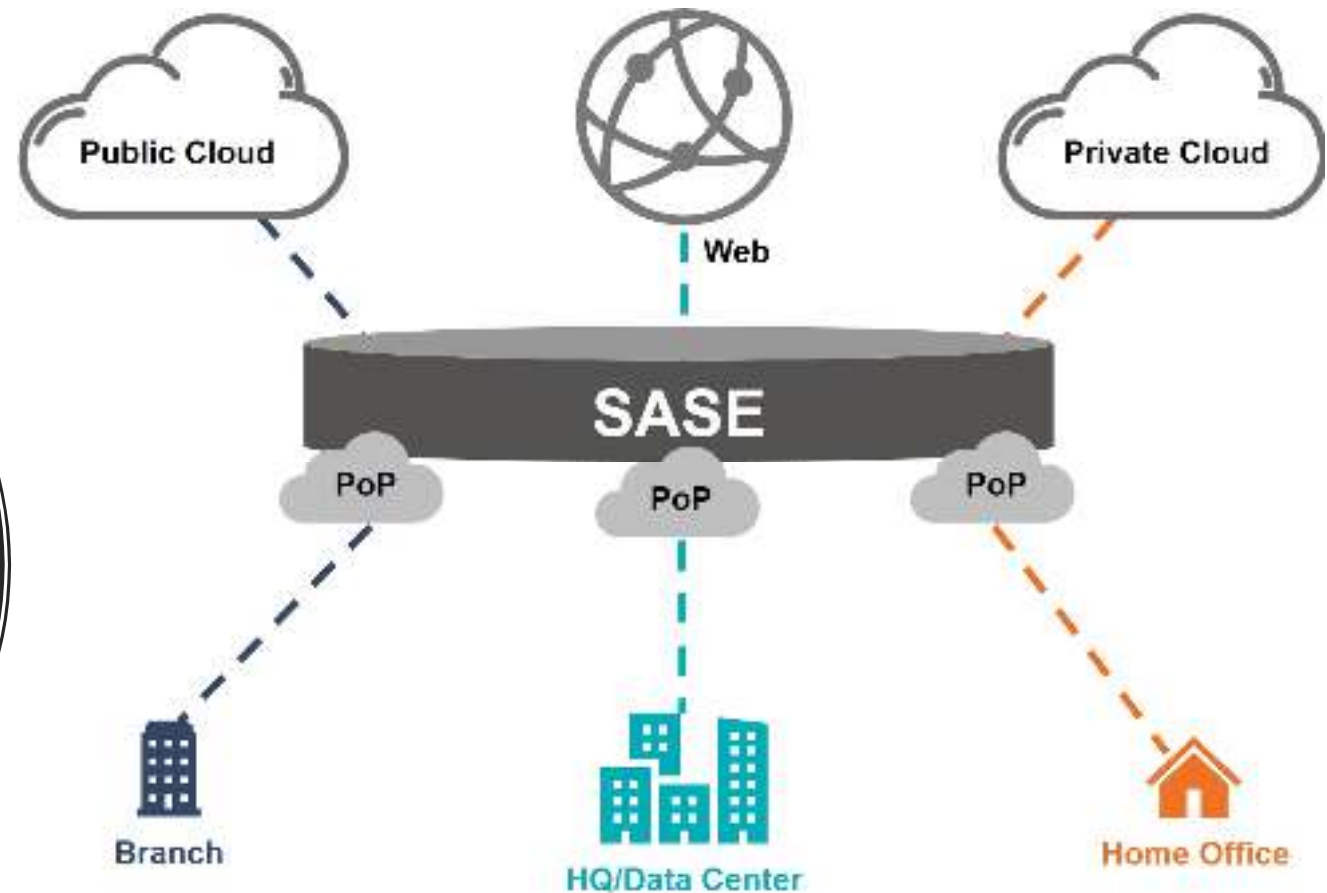 Public Cloud
Private Cloud
Web
SASE
PoP
PoP
PoP
Branch
HQ/Data Center
Home Office